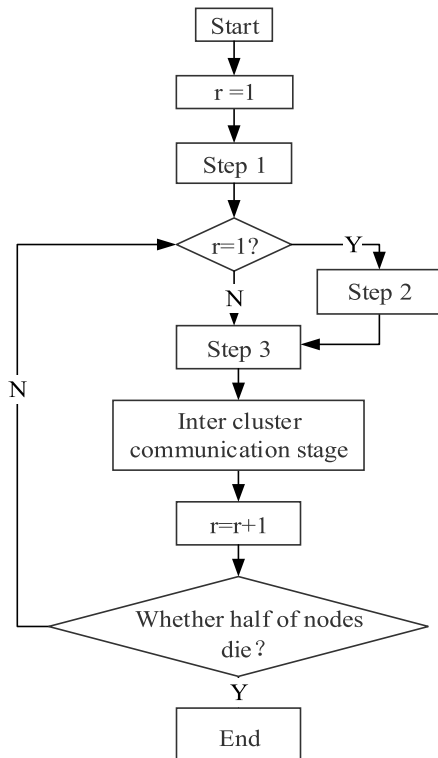 Start
r =1
Step 1
r=1?
Y
Step 2
N
Step 3
N
Inter cluster
communication stage
r=r+1
Whether half of nodes
die？
Y
End